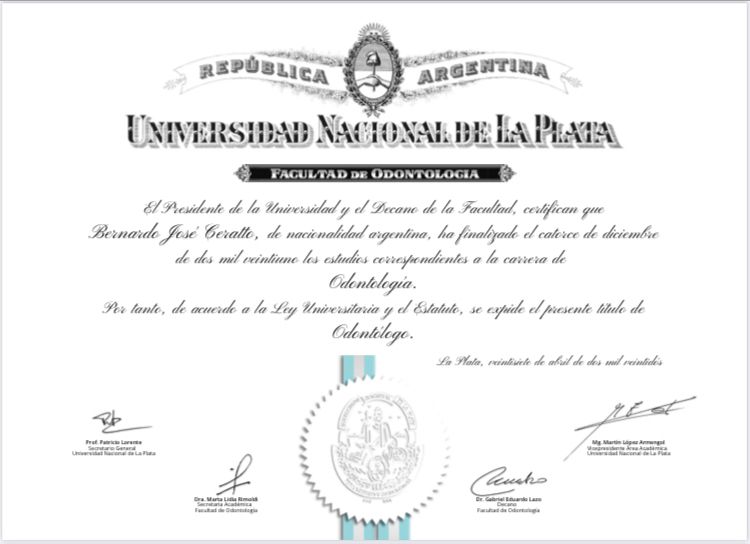 REPÚBLICA ARGENTINA
UNIVERSIDAD NACIONAL DE LA PLATA
FACULTAD DE ODONTOLOGIA
El Presidente de la Universidad y el Decano de la Facultad, certifican que
Bernardo José Ceratto, de nacionalidad argentina, ha finalizado el catorce de diciembre
de dos mil veintiuno los estudios correspondientes a la carrera de
Odontología.
Por tanto, de acuerdo a la Ley Universitaria y el Estatuto, se expide el presente título de
Odontólogo.
La Plata, veintisiete de abril de dos mil veintidós
Prof. Patricio Lorente
Secretario General
Universidad Nacional de La Plata
Mg. Martín López Armengol
Vicepresidente Área Académica
Universidad Nacional de La Plata
Dra. Marta Lidia Rimoldi
Secretaria Académica
Facultad de Odontología
Dr. Gabriel Eduardo Lazo
Decano
Facultad de Odontología